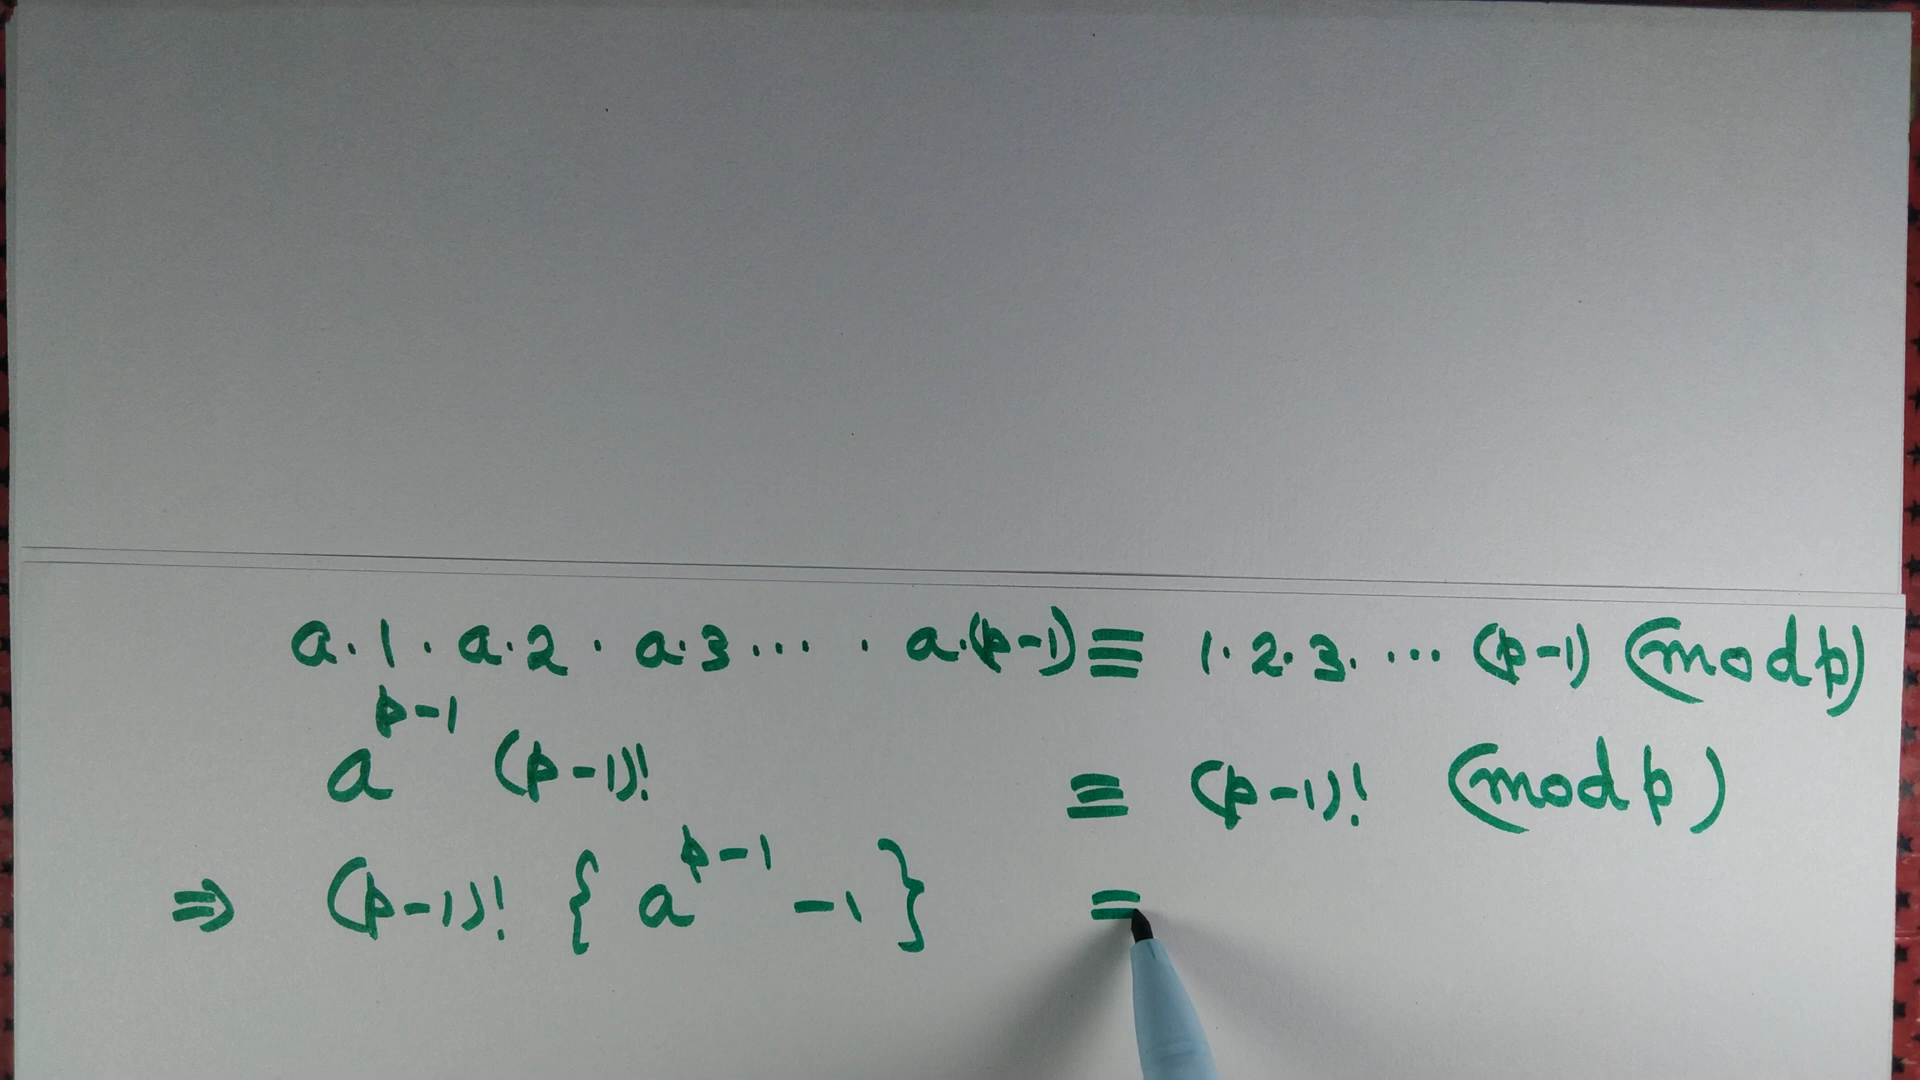 a.1 . a.2 . a.3 ... . a.(p-1) ≡ 1.2.3. ... (p-1) (mod p)
a^{p-1} (p-1)! ≡ (p-1)! (mod p)
⇒ (p-1)! { a^{p-1} -1 } =